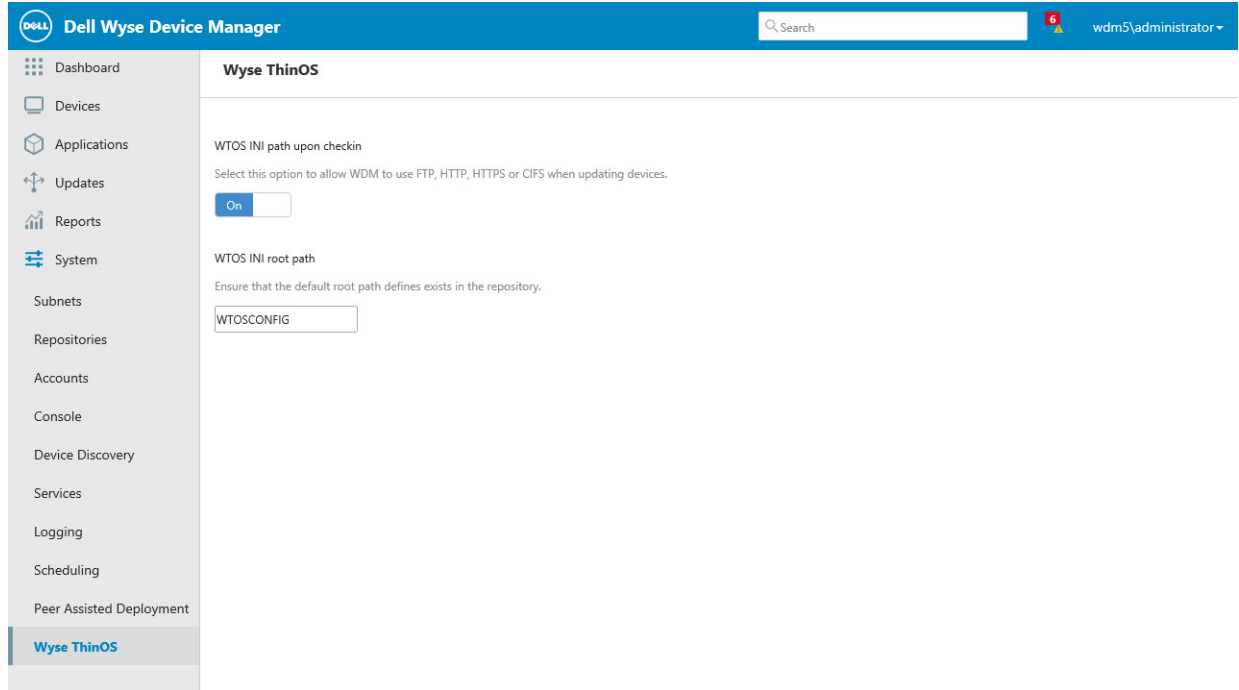 DELL Dell Wyse Device Manager
Search
6
wdm5\administrator
Dashboard
Devices
Applications
Updates
Reports
System
Subnets
Repositories
Accounts
Console
Device Discovery
Services
Logging
Scheduling
Peer Assisted Deployment
Wyse ThinOS
Wyse ThinOS
WTOS INI path upon checkin
Select this option to allow WDM to use FTP, HTTP, HTTPS or CIFS when updating devices.
On
WTOS INI root path
Ensure that the default root path defines exists in the repository.
WTOSCONFIG